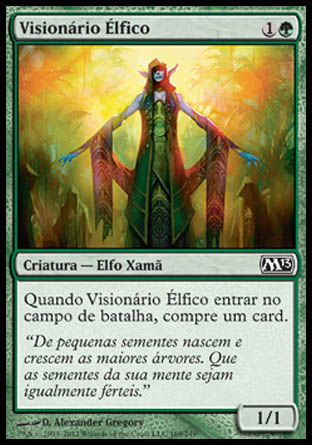 Visionário Élfico 1
Criatura — Elfo Xamã M13
Quando Visionário Élfico entrar no
campo de batalha, compre um card.
“De pequenas sementes nascem e
crescem as maiores árvores. Que
as sementes da sua mente sejam
igualmente férteis.”
D. Alexander Gregory
1/1